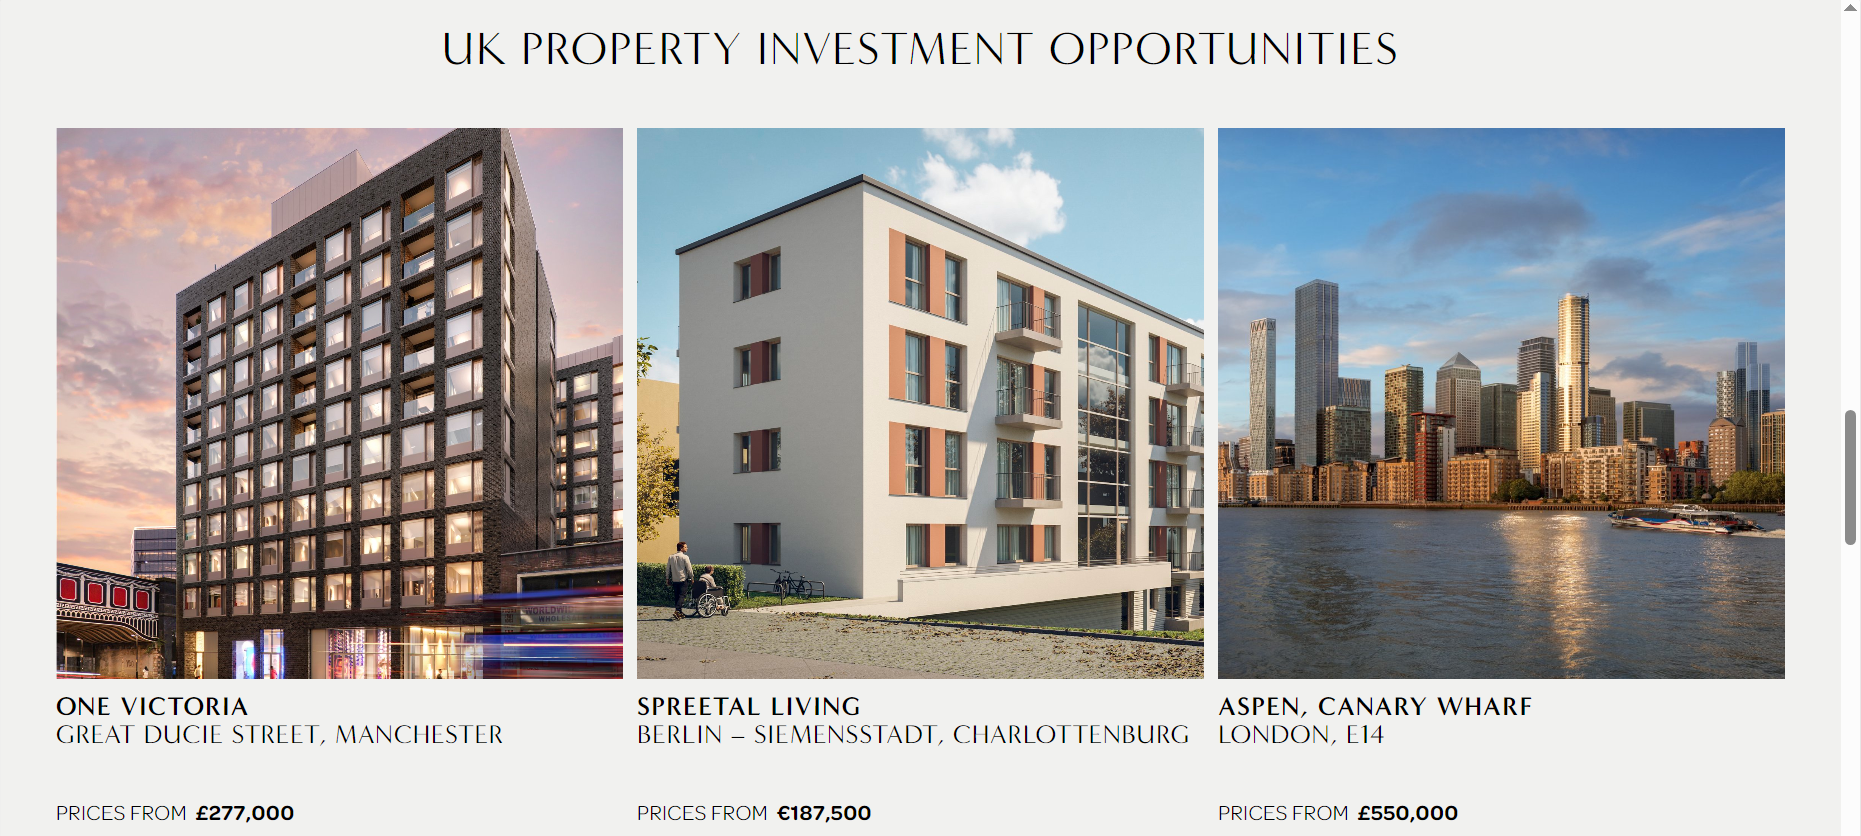 UK PROPERTY INVESTMENT OPPORTUNITIES
ONE VICTORIA
GREAT DUCIE STREET, MANCHESTER
PRICES FROM £277,000
SPREETAL LIVING
BERLIN – SIEMENSSTADT, CHARLOTTENBURG
PRICES FROM €187,500
ASPEN, CANARY WHARF
LONDON, E14
PRICES FROM £550,000